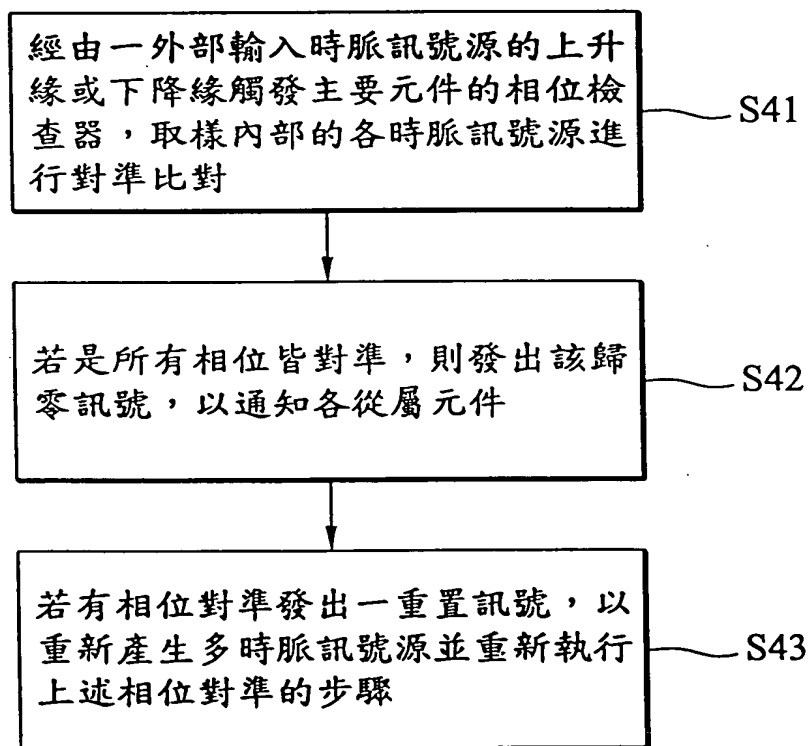 經由一外部輸入時脈訊號源的上升
緣或下降緣觸發主要元件的相位檢
查器，取樣內部的各時脈訊號源進
行對準比對
S41
若是所有相位皆對準，則發出該歸
零訊號，以通知各從屬元件
S42
若有相位對準發出一重置訊號，以
重新產生多時脈訊號源並重新執行
上述相位對準的步驟
S43